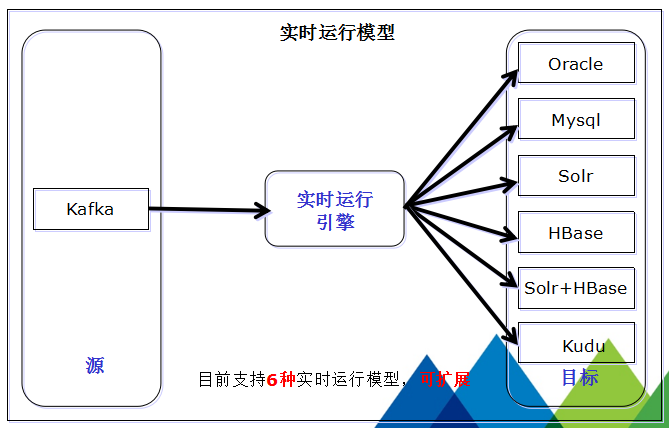 实时运行模型
Kafka
源
实时运行
引擎
Oracle
Mysql
Solr
HBase
Solr+HBase
Kudu
目标
目前支持6种实时运行模型，可扩展